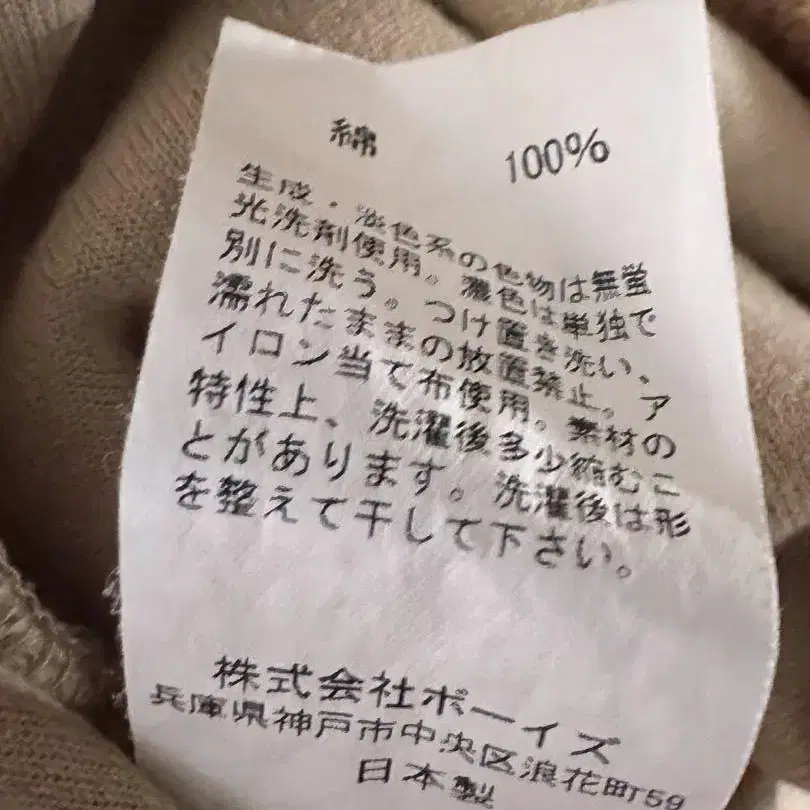 綿 100%
生成．淡色系の色物は無蛍
光洗剤使用。濃色は単独で
別に洗う。つけ置き洗い、
濡れたままの放置禁止。ア
イロン当て布使用。素材の
特性上、洗濯後多少縮むこ
とがあります。洗濯後は形
を整えて干して下さい。
株式会社ボーイズ
兵庫県神戸市中央区浪花町59
日本製